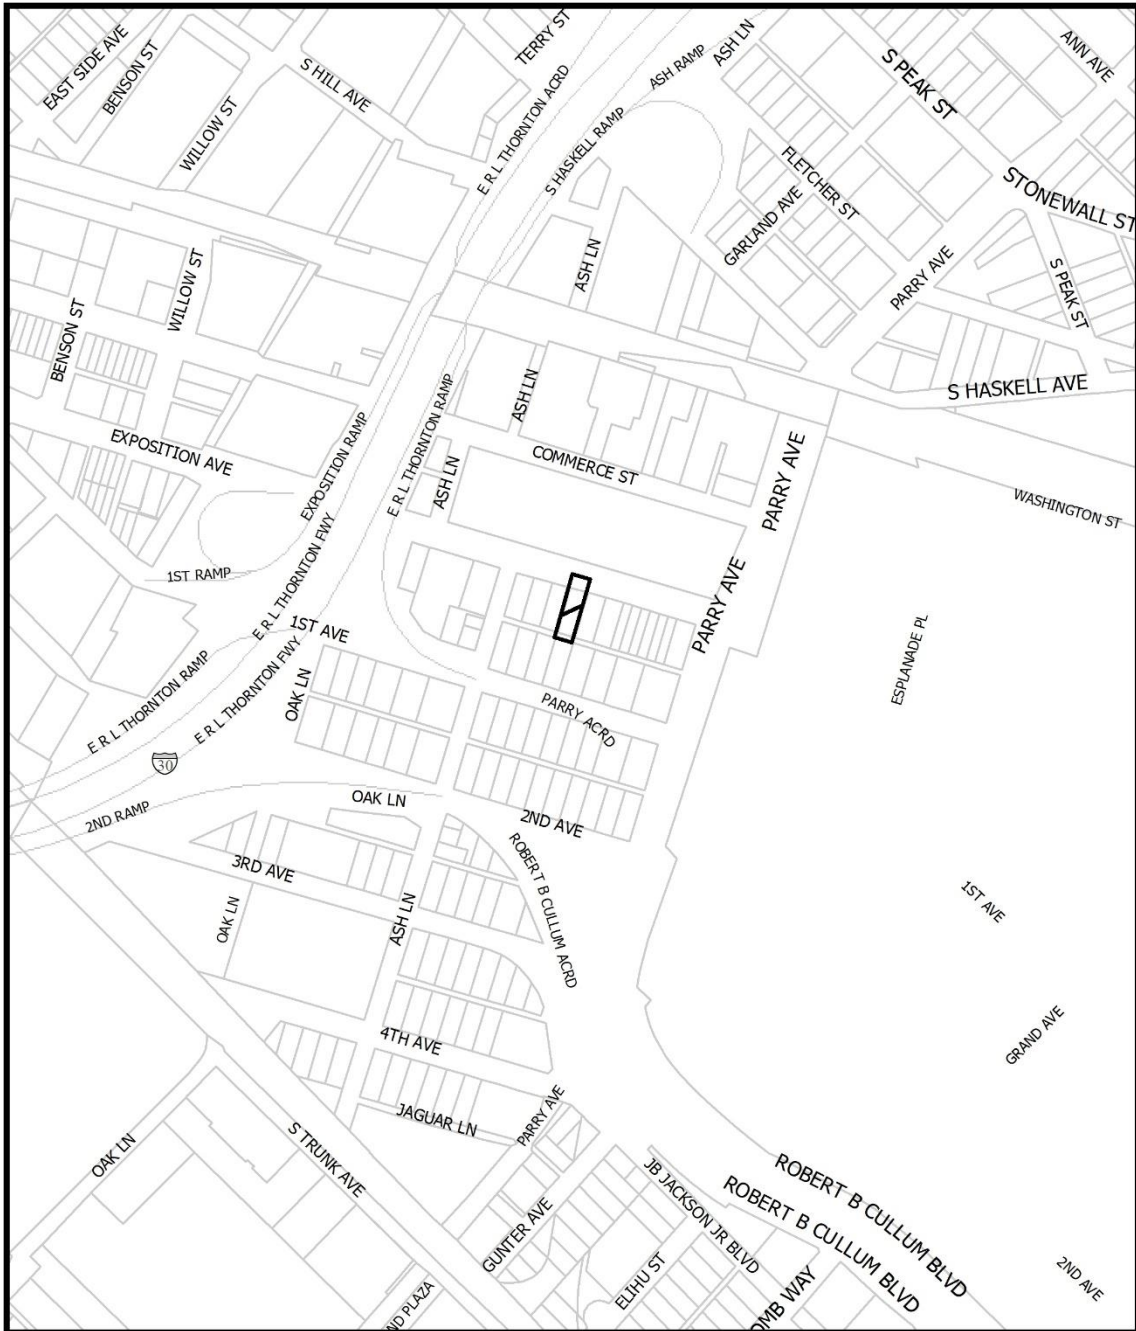 EAST SIDE AVE
BENSON ST
WILLOW ST
S HILL AVE
TERRY ST
E R L THORNTON ACRD
S HASKELL RAMP
ASH RAMP
ASH LN
S PEAK ST
ANN AVE
FLETCHER ST
GARLAND AVE
STONEWALL ST
PARRY AVE
S PEAK ST
ASH LN
WILLOW ST
BENSON ST
S HASKELL AVE
EXPOSITION AVE
EXPOSITION RAMP
E R L THORNTON RAMP
ASH LN
ASH LN
COMMERCE ST
PARRY AVE
WASHINGTON ST
1ST RAMP
E R L THORNTON FWY
1ST AVE
PARRY AVE
ESPLANADE PL
E R L THORNTON RAMP
E R L THORNTON FWY
OAK LN
PARRY ACRD
30
2ND RAMP
OAK LN
2ND AVE
ROBERT B CULLUM ACRD
3RD AVE
OAK LN
ASH LN
1ST AVE
GRAND AVE
4TH AVE
JAGUAR LN
PARRY AVE
OAK LN
S TRUNK AVE
GUNTER AVE
JB JACKSON JR BLVD
ROBERT B CULLUM BLVD
ROBERT B CULLUM BLVD
ELIHU ST
2ND AVE
ND PLAZA
OMB WAY